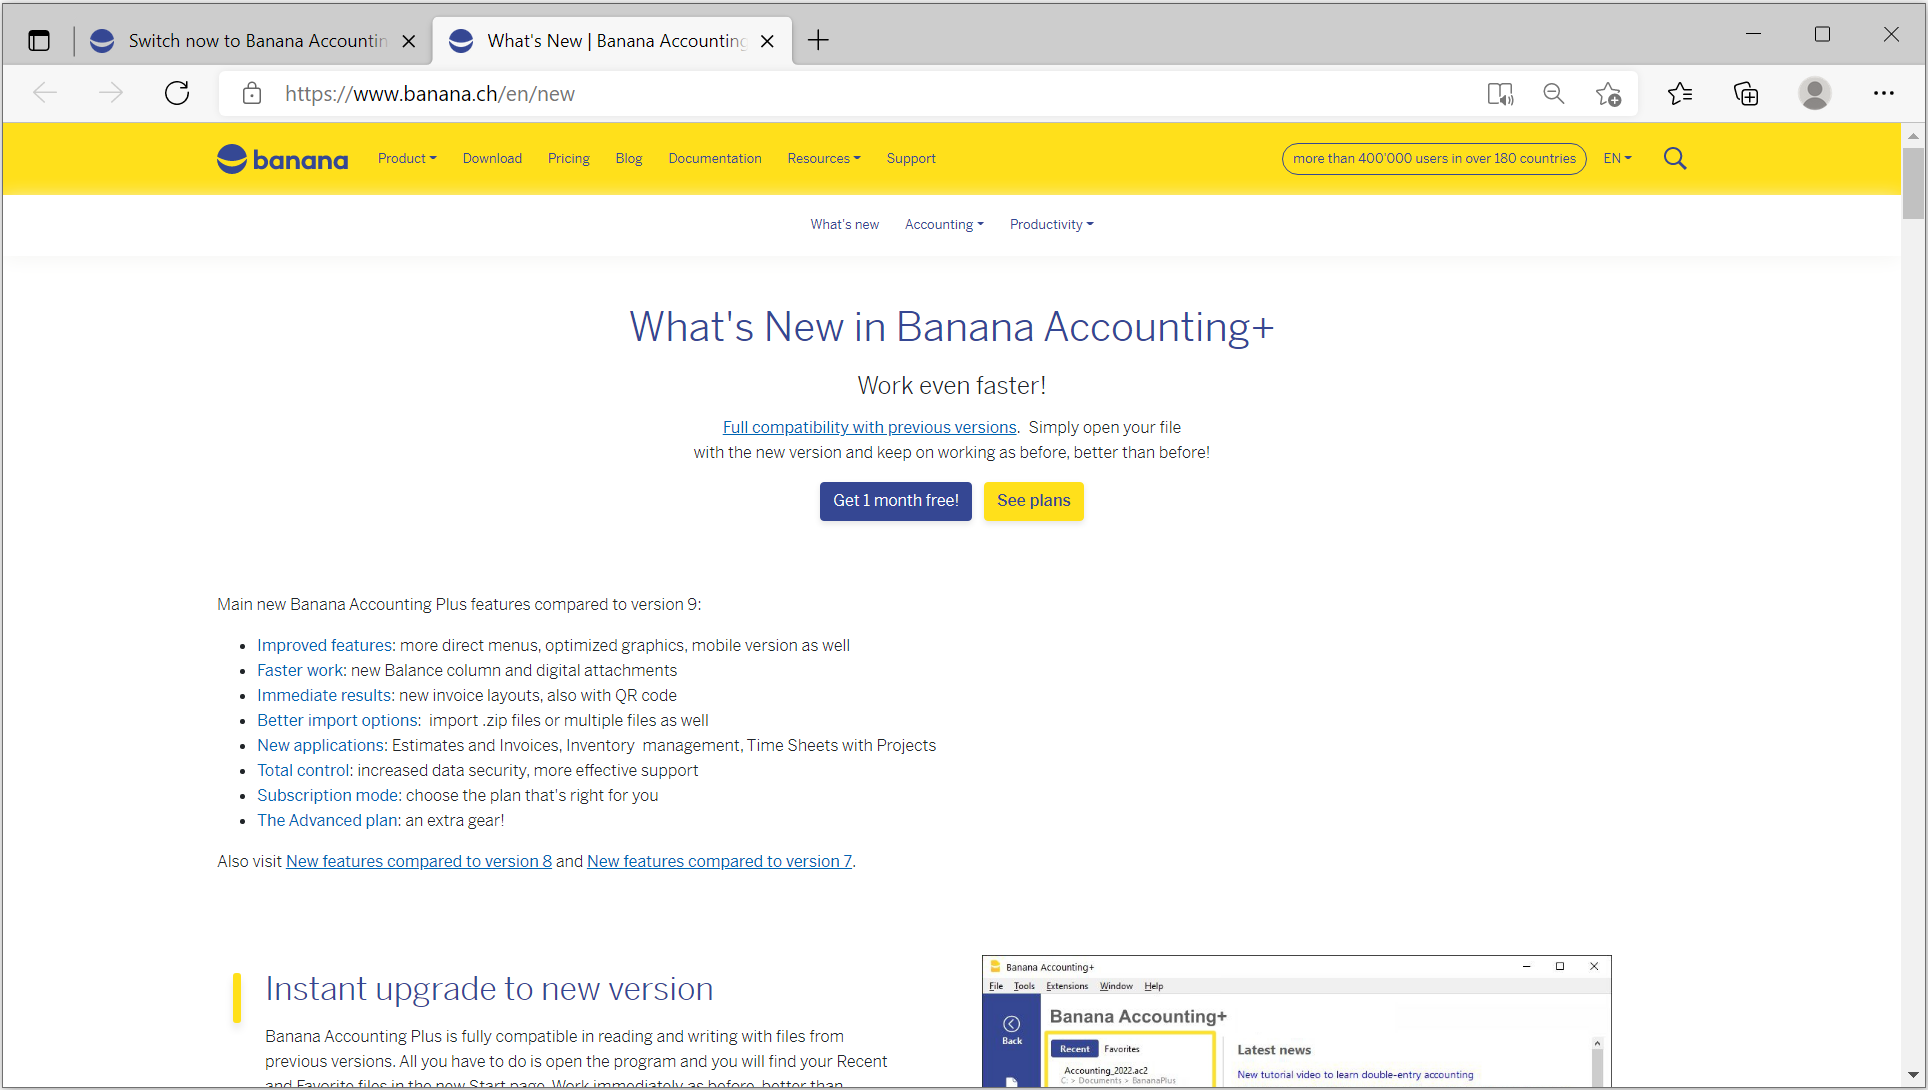 Switch now to Banana Accountin
What's New | Banana Accounting
https://www.banana.ch/en/new
banana
Product
Download
Pricing
Blog
Documentation
Resources
Support
more than 400'000 users in over 180 countries
EN
What's new
Accounting
Productivity
What's New in Banana Accounting+
Work even faster!
Full compatibility with previous versions.  Simply open your file
with the new version and keep on working as before, better than before!
Get 1 month free!
See plans
Main new Banana Accounting Plus features compared to version 9:
Improved features: more direct menus, optimized graphics, mobile version as well
Faster work: new Balance column and digital attachments
Immediate results: new invoice layouts, also with QR code
Better import options:  import .zip files or multiple files as well
New applications: Estimates and Invoices, Inventory  management, Time Sheets with Projects
Total control: increased data security, more effective support
Subscription mode: choose the plan that's right for you
The Advanced plan: an extra gear!
Also visit New features compared to version 8 and New features compared to version 7.
Instant upgrade to new version
Banana Accounting Plus is fully compatible in reading and writing with files from
previous versions. All you have to do is open the program and you will find your Recent
and Favorite files in the new Start page. Work immediately as before, better than
Banana Accounting+
File Tools Extensions Window Help
Banana Accounting+
Back
Recent
Favorites
Accounting_2022.ac2
C: > Documents > BananaPlus
Latest news
New tutorial video to learn double-entry accounting